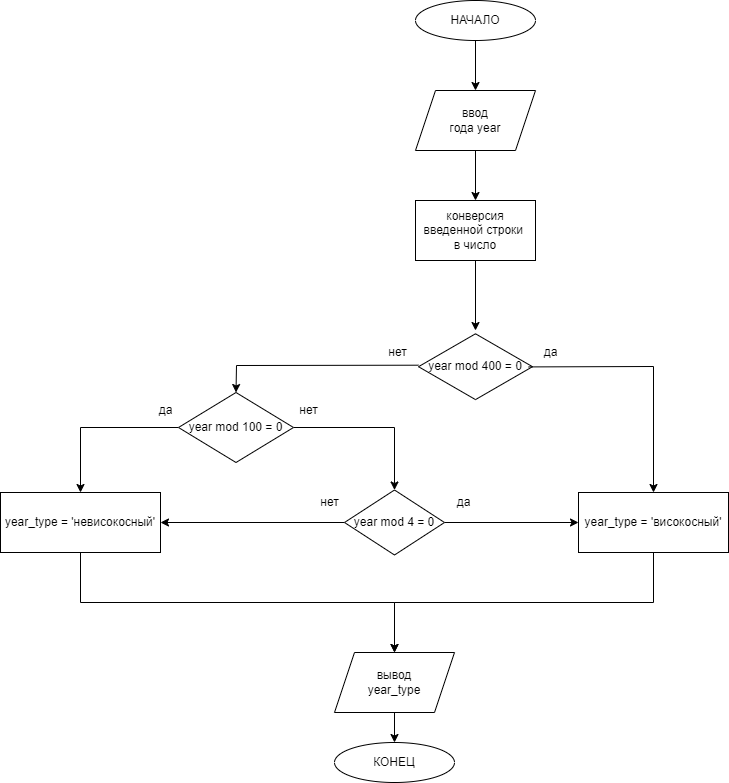 НАЧАЛО
ввод
года year
конверсия
введенной строки
в число
нет
да
year mod 400 = 0
да
нет
year mod 100 = 0
нет
да
year_type = 'невисокосный'
year mod 4 = 0
year_type = 'високосный'
вывод
year_type
КОНЕЦ